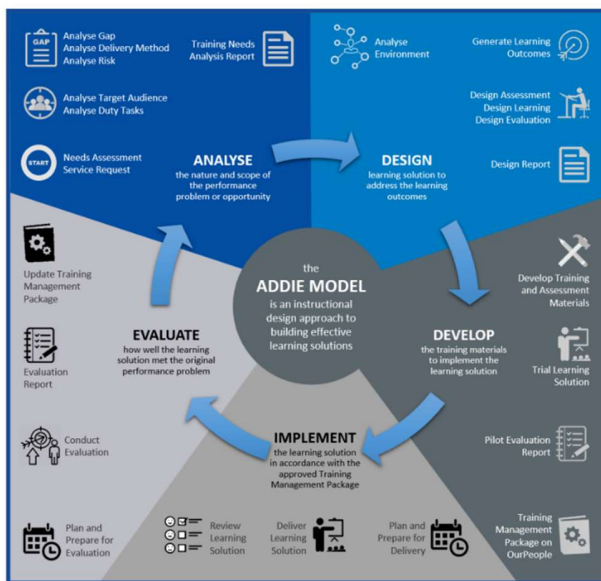 GAP
Analyse Gap
Analyse Delivery Method
Analyse Risk
Training Needs
Analysis Report
Analyse Target Audience
Analyse Duty Tasks
START
Needs Assessment
Service Request
ANALYSE
the nature and scope of
the performance
problem or opportunity
Analyse
Environment
Generate Learning
Outcomes
Design Assessment
Design Learning
Design Evaluation
Design Report
DESIGN
learning solution to
address the learning
outcomes
the
ADDIE MODEL
is an instructional
design approach to
building effective
learning solutions
Develop Training
and Assessment
Materials
DEVELOP
the training materials
to implement the
learning solution
Trial Learning
Solution
Pilot Evaluation
Report
Training
Management
Package on
OurPeople
IMPLEMENT
the learning solution
in accordance with the
approved Training
Management Package
Plan and
Prepare for
Delivery
Deliver
Learning
Solution
Review
Learning
Solution
EVALUATE
how well the learning
solution met the original
performance problem
Plan and
Prepare for
Evaluation
Conduct
Evaluation
Evaluation
Report
Update Training
Management
Package